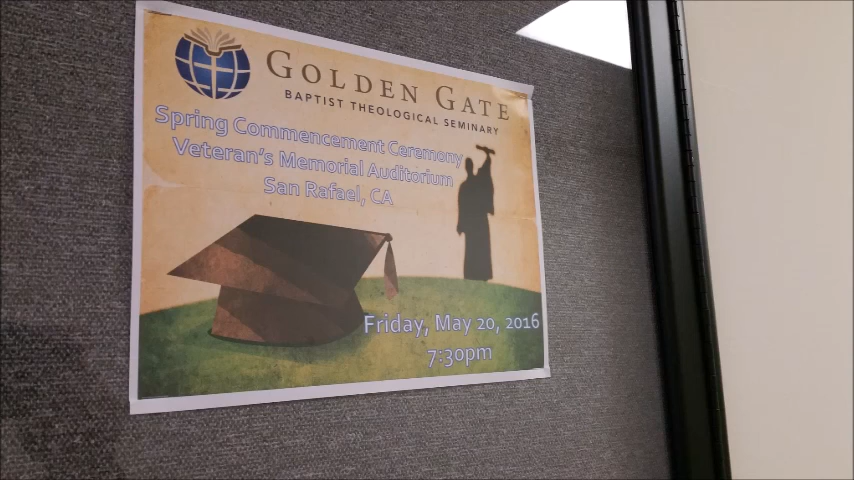 GOLDEN GATE
BAPTIST THEOLOGICAL SEMINARY
Spring Commencement Ceremony
Veteran's Memorial Auditorium
San Rafael, CA
Friday, May 20, 2016
7:30pm